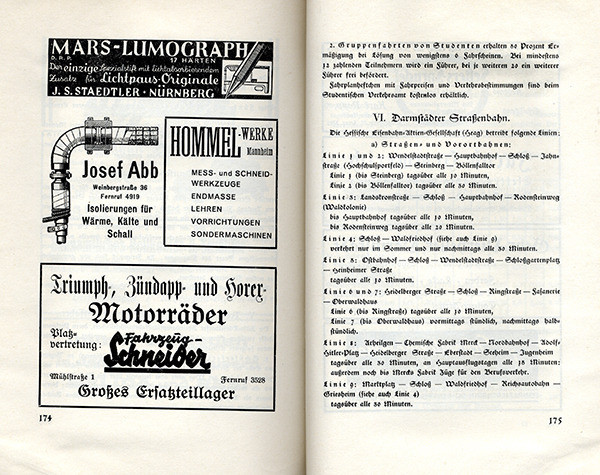 MARS-LUMOGRAPH
D.R.P. 17 HÄRTEN
Der einzige Spezialstift mit lichtabsorbierendem
Zusatz für Lichtpaus-Originale
J. S. STAEDTLER · NÜRNBERG
Josef Abb
Weinbergstraße 36
Fernruf 4919
Isolierungen für
Wärme, Kälte und
Schall
HOMMEL-WERKE
Mannheim
MESS- und SCHNEID-
WERKZEUGE
ENDMASSE
LEHREN
VORRICHTUNGEN
SONDERMASCHINEN
Triumph, Zündapp- und Horex-
Motorräder
Platz-
vertretung:
Fahrzeug-
Schneider
Mühlstraße 1 Fernruf 3528
Großes Ersatzteillager
174
2. Gruppenfahrten von Studenten erhalten 50 Prozent Er-
mäßigung bei Lösung von wenigstens 6 Fahrscheinen. Bei mindestens
12 zahlenden Teilnehmern wird ein Führer, bei je weiteren 20 ein weiterer
Führer frei befördert.
Fahrplanheftchen mit Fahrpreisen und Verkehrsbestimmungen sind beim
Studentischen Verkehrsamt kostenlos erhältlich.
VI. Darmstädter Straßenbahn.
Die Hessische Eisenbahn-Aktien-Gesellschaft (Heag) betreibt folgende Linien:
a) Straßen- und Vorortbahnen:
Linie 1 und 2: Wendelstadtstraße — Hauptbahnhof — Schloß — Jahn-
straße (Hochschulsportfeld) — Steinberg — Böllenfalltor
Linie 1 (bis Steinberg) tagsüber alle 10 Minuten,
Linie 2 (bis Böllenfalltor) tagsüber alle 30 Minuten.
Linie 3: Landskronstraße — Schloß — Hauptbahnhof — Rodensteinweg
(Waldkolonie)
bis Hauptbahnhof tagsüber alle 10 Minuten,
bis Rodensteinweg tagsüber alle 20 Minuten.
Linie 4: Schloß — Waldfriedhof (siehe auch Linie 9)
verkehrt nur im Sommer und nur nachmittags alle 30 Minuten.
Linie 5: Ostbahnhof — Schloß — Wendelstadtstraße — Schloßgartenplatz
— Heinheimer Straße
tagsüber alle 10 Minuten.
Linie 6 und 7: Heidelberger Straße — Schloß — Ringstraße — Fasanerie
— Oberwaldhaus
Linie 6 (bis Ringstraße) tagsüber alle 10 Minuten,
Linie 7 (bis Oberwaldhaus) vormittags stündlich, nachmittags halb-
stündlich.
Linie 8: Arheilgen — Chemische Fabrik Merck — Nordbahnhof — Adolf-
Hitler-Platz — Heidelberger Straße — Eberstadt — Seeheim — Jugenheim
tagsüber alle 30 Minuten, an Hauptausflugstagen alle 15 Minuten;
außerdem noch bis Mercks Fabrik Züge für den Berufsverkehr.
Linie 9: Marktplatz — Schloß — Waldfriedhof — Reichsautobahn —
Griesheim (siehe auch Linie 4)
tagsüber alle 30 Minuten.
175